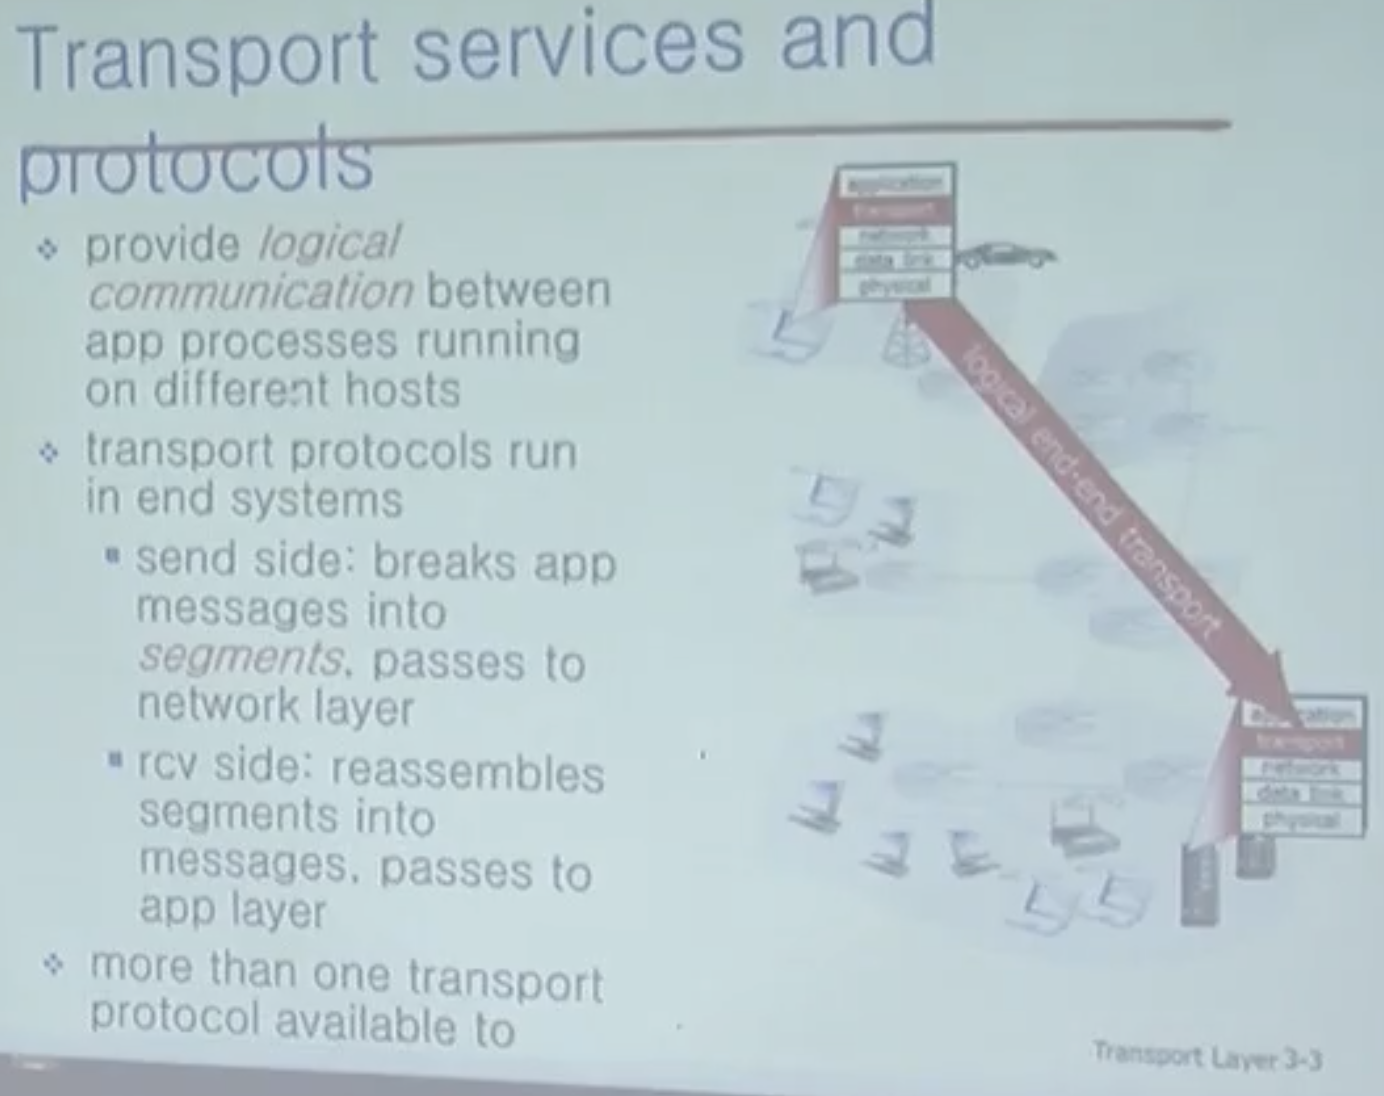 Transport services and
protocols
provide logical
communication between
app processes running
on different hosts
transport protocols run
in end systems
send side: breaks app
messages into
segments, passes to
network layer
rcv side: reassembles
segments into
messages, passes to
app layer
more than one transport
protocol available to
application
transport
network
data link
physical
logical end-end transport
application
transport
network
data link
physical
Transport Layer 3-3